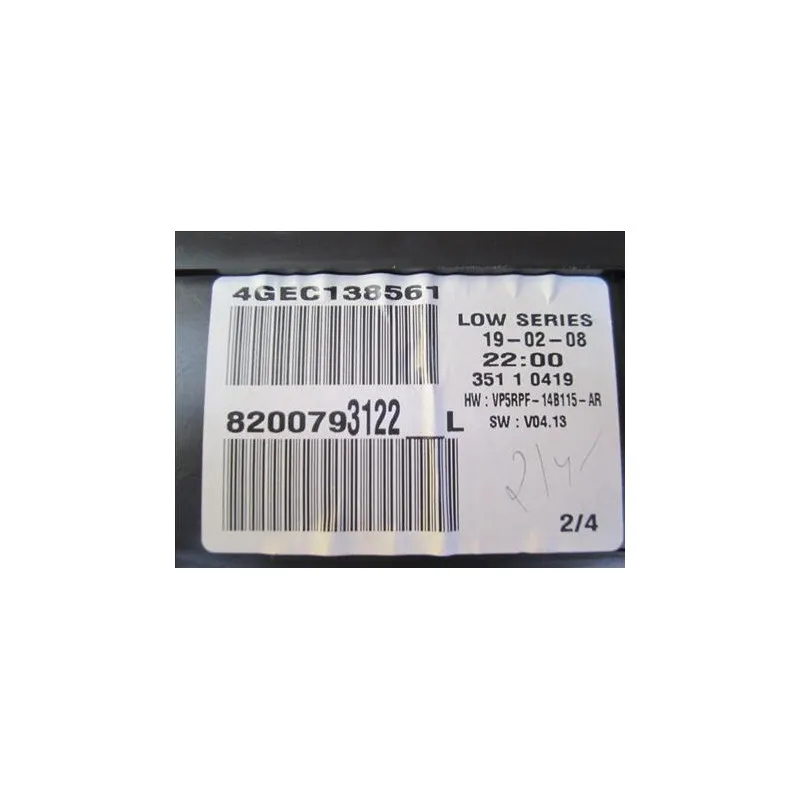 4GEC138561
LOW SERIES
19-02-08
22:00
351 1 0419
HW : VP5RPF-14B115-AR
SW : V04.13
8200793122__L
2/4